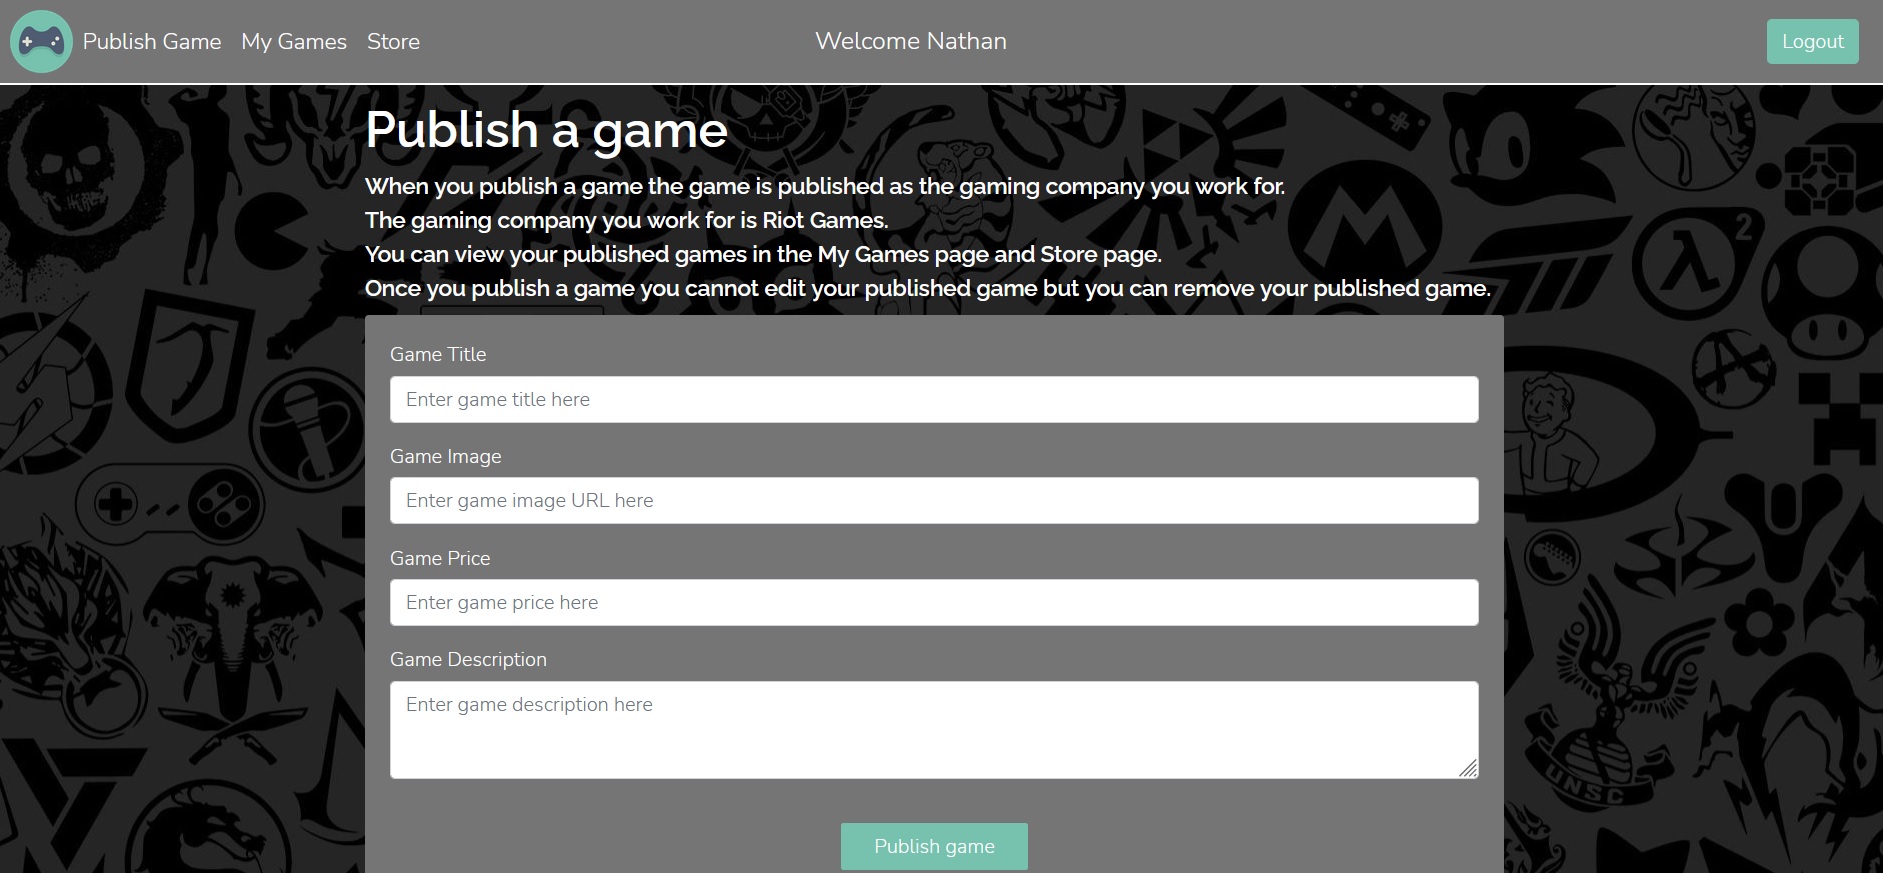 Publish Game My Games Store Welcome Nathan Logout
Publish a game
When you publish a game the game is published as the gaming company you work for.
The gaming company you work for is Riot Games.
You can view your published games in the My Games page and Store page.
Once you publish a game you cannot edit your published game but you can remove your published game.
Game Title
Enter game title here
Game Image
Enter game image URL here
Game Price
Enter game price here
Game Description
Enter game description here
Publish game
M
λ2
UNSC